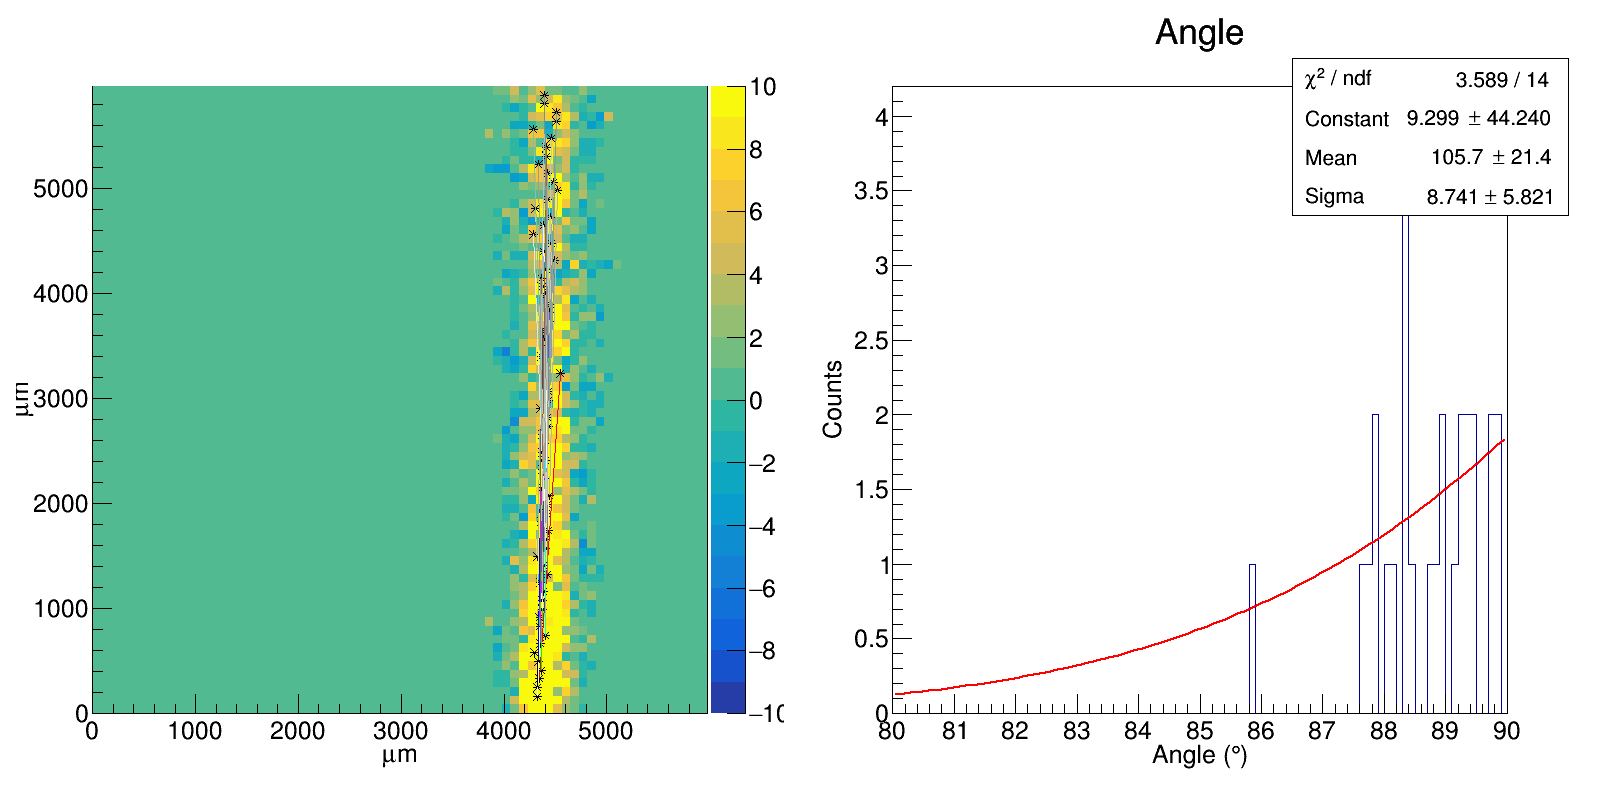 Angle
χ² / ndf 3.589 / 14
Constant 9.299 ± 44.240
Mean 105.7 ± 21.4
Sigma 8.741 ± 5.821
μm
5000
4000
3000
2000
1000
0
0 1000 2000 3000 4000 5000
μm
10
8
6
4
2
0
−2
−4
−6
−8
−10
Counts
4
3.5
3
2.5
2
1.5
1
0.5
0
80 81 82 83 84 85 86 87 88 89 90
Angle (°)